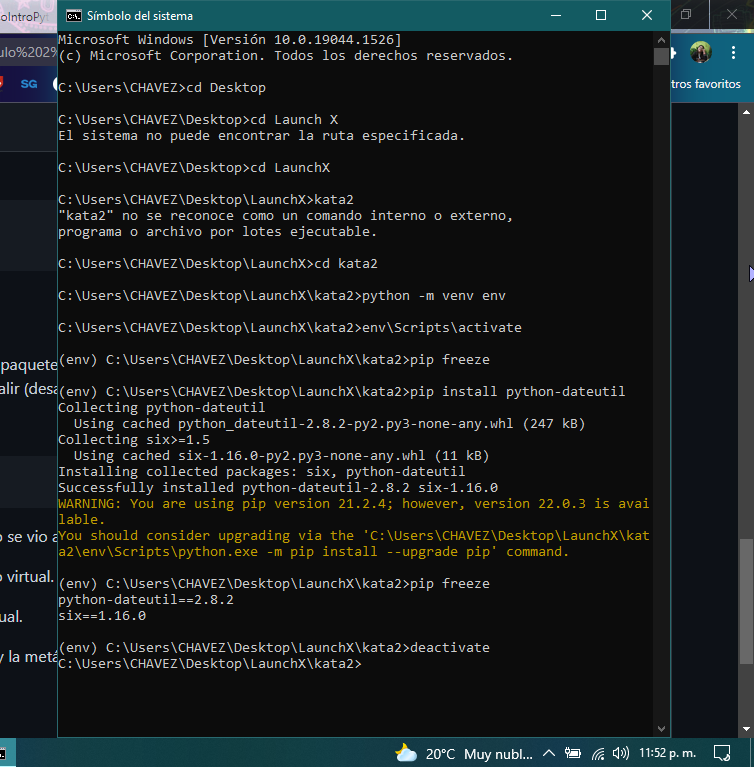 oIntroPyt
Símbolo del sistema
ulo%202%
SG
tros favoritos
Microsoft Windows [Versión 10.0.19044.1526]
(c) Microsoft Corporation. Todos los derechos reservados.
C:\Users\CHAVEZ>cd Desktop
C:\Users\CHAVEZ\Desktop>cd Launch X
El sistema no puede encontrar la ruta especificada.
C:\Users\CHAVEZ\Desktop>cd LaunchX
C:\Users\CHAVEZ\Desktop\LaunchX>kata2
"kata2" no se reconoce como un comando interno o externo,
programa o archivo por lotes ejecutable.
C:\Users\CHAVEZ\Desktop\LaunchX>cd kata2
C:\Users\CHAVEZ\Desktop\LaunchX\kata2>python -m venv env
C:\Users\CHAVEZ\Desktop\LaunchX\kata2>env\Scripts\activate
(env) C:\Users\CHAVEZ\Desktop\LaunchX\kata2>pip freeze
(env) C:\Users\CHAVEZ\Desktop\LaunchX\kata2>pip install python-dateutil
Collecting python-dateutil
  Using cached python_dateutil-2.8.2-py2.py3-none-any.whl (247 kB)
Collecting six>=1.5
  Using cached six-1.16.0-py2.py3-none-any.whl (11 kB)
Installing collected packages: six, python-dateutil
Successfully installed python-dateutil-2.8.2 six-1.16.0
WARNING: You are using pip version 21.2.4; however, version 22.0.3 is avai
lable.
You should consider upgrading via the 'C:\Users\CHAVEZ\Desktop\LaunchX\kat
a2\env\Scripts\python.exe -m pip install --upgrade pip' command.
(env) C:\Users\CHAVEZ\Desktop\LaunchX\kata2>pip freeze
python-dateutil==2.8.2
six==1.16.0
(env) C:\Users\CHAVEZ\Desktop\LaunchX\kata2>deactivate
C:\Users\CHAVEZ\Desktop\LaunchX\kata2>
paquete
alir (desa
o se vio a
o virtual.
ual.
y la metá
20°C Muy nubl... 11:52 p. m.